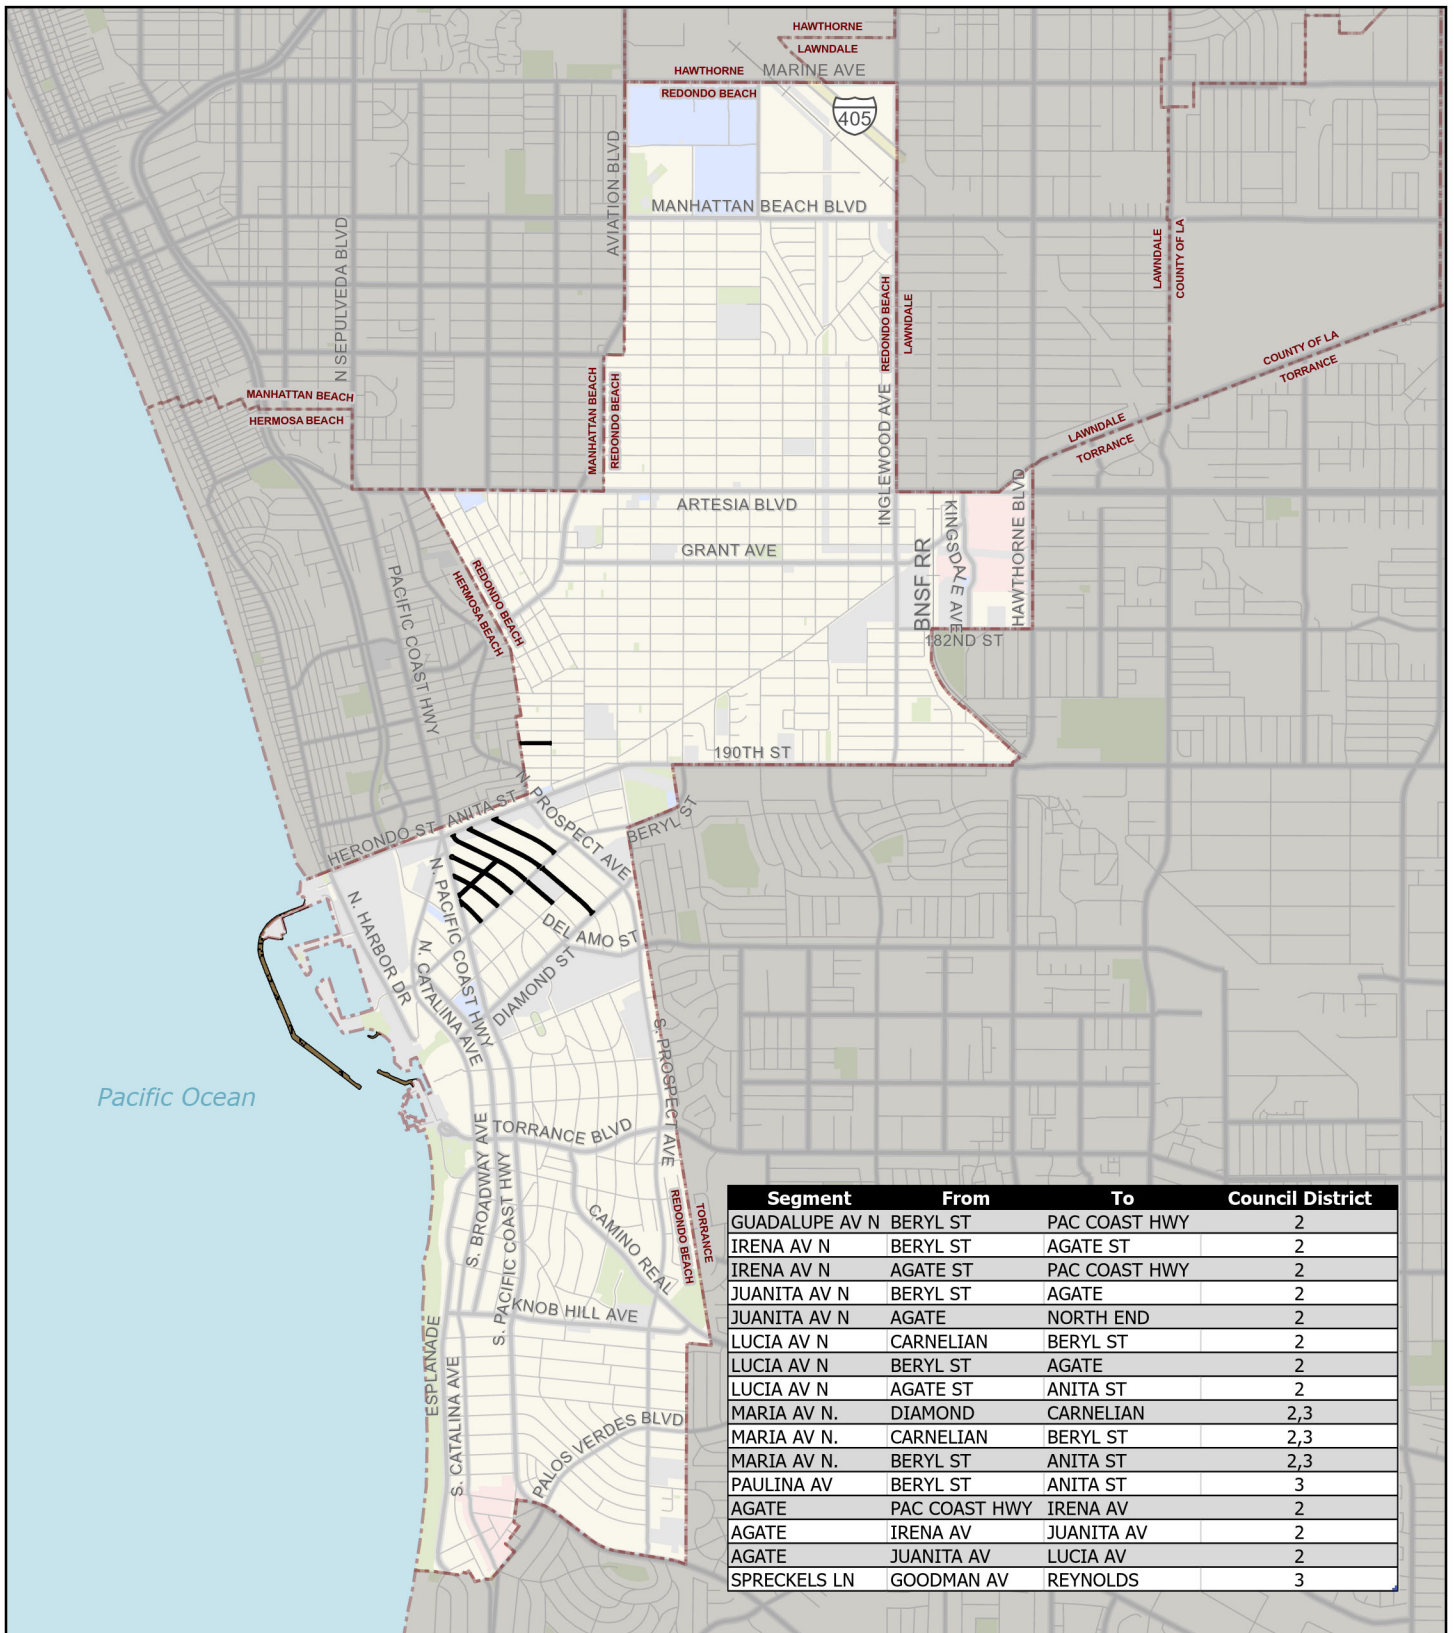 HAWTHORNE
LAWNDALE
HAWTHORNE
MARINE AVE
REDONDO BEACH
405
AVIATION BLVD
MANHATTAN BEACH BLVD
N SEPULVEDA BLVD
LAWNDALE
COUNTY OF LA
REDONDO BEACH
LAWNDALE
COUNTY OF LA
TORRANCE
MANHATTAN BEACH
REDONDO BEACH
MANHATTAN BEACH
HERMOSA BEACH
INGLEWOOD AVE
LAWNDALE
TORRANCE
ARTESIA BLVD
KINGSDALE AVE
HAWTHORNE BLVD
GRANT AVE
BNSF RR
PACIFIC COAST HWY
REDONDO BEACH
HERMOSA BEACH
182ND ST
190TH ST
N. PROSPECT AVE
HERONDO ST
ANITA ST
BERYL ST
N. PACIFIC COAST HWY
N. HARBOR DR
DEL AMO ST
N. CATALINA AVE
DIAMOND ST
S. PROSPECT AVE
Pacific Ocean
TORRANCE BLVD
S. BROADWAY AVE
S. PACIFIC COAST HWY
CAMINO REAL
REDONDO BEACH
TORRANCE
KNOB HILL AVE
ESPLANADE
S. CATALINA AVE
PALOS VERDES BLVD
Segment From To Council District
GUADALUPE AV N BERYL ST PAC COAST HWY 2
IRENA AV N BERYL ST AGATE ST 2
IRENA AV N AGATE ST PAC COAST HWY 2
JUANITA AV N BERYL ST AGATE 2
JUANITA AV N AGATE NORTH END 2
LUCIA AV N CARNELIAN BERYL ST 2
LUCIA AV N BERYL ST AGATE 2
LUCIA AV N AGATE ST ANITA ST 2
MARIA AV N. DIAMOND CARNELIAN 2,3
MARIA AV N. CARNELIAN BERYL ST 2,3
MARIA AV N. BERYL ST ANITA ST 2,3
PAULINA AV BERYL ST ANITA ST 3
AGATE PAC COAST HWY IRENA AV 2
AGATE IRENA AV JUANITA AV 2
AGATE JUANITA AV LUCIA AV 2
SPRECKELS LN GOODMAN AV REYNOLDS 3